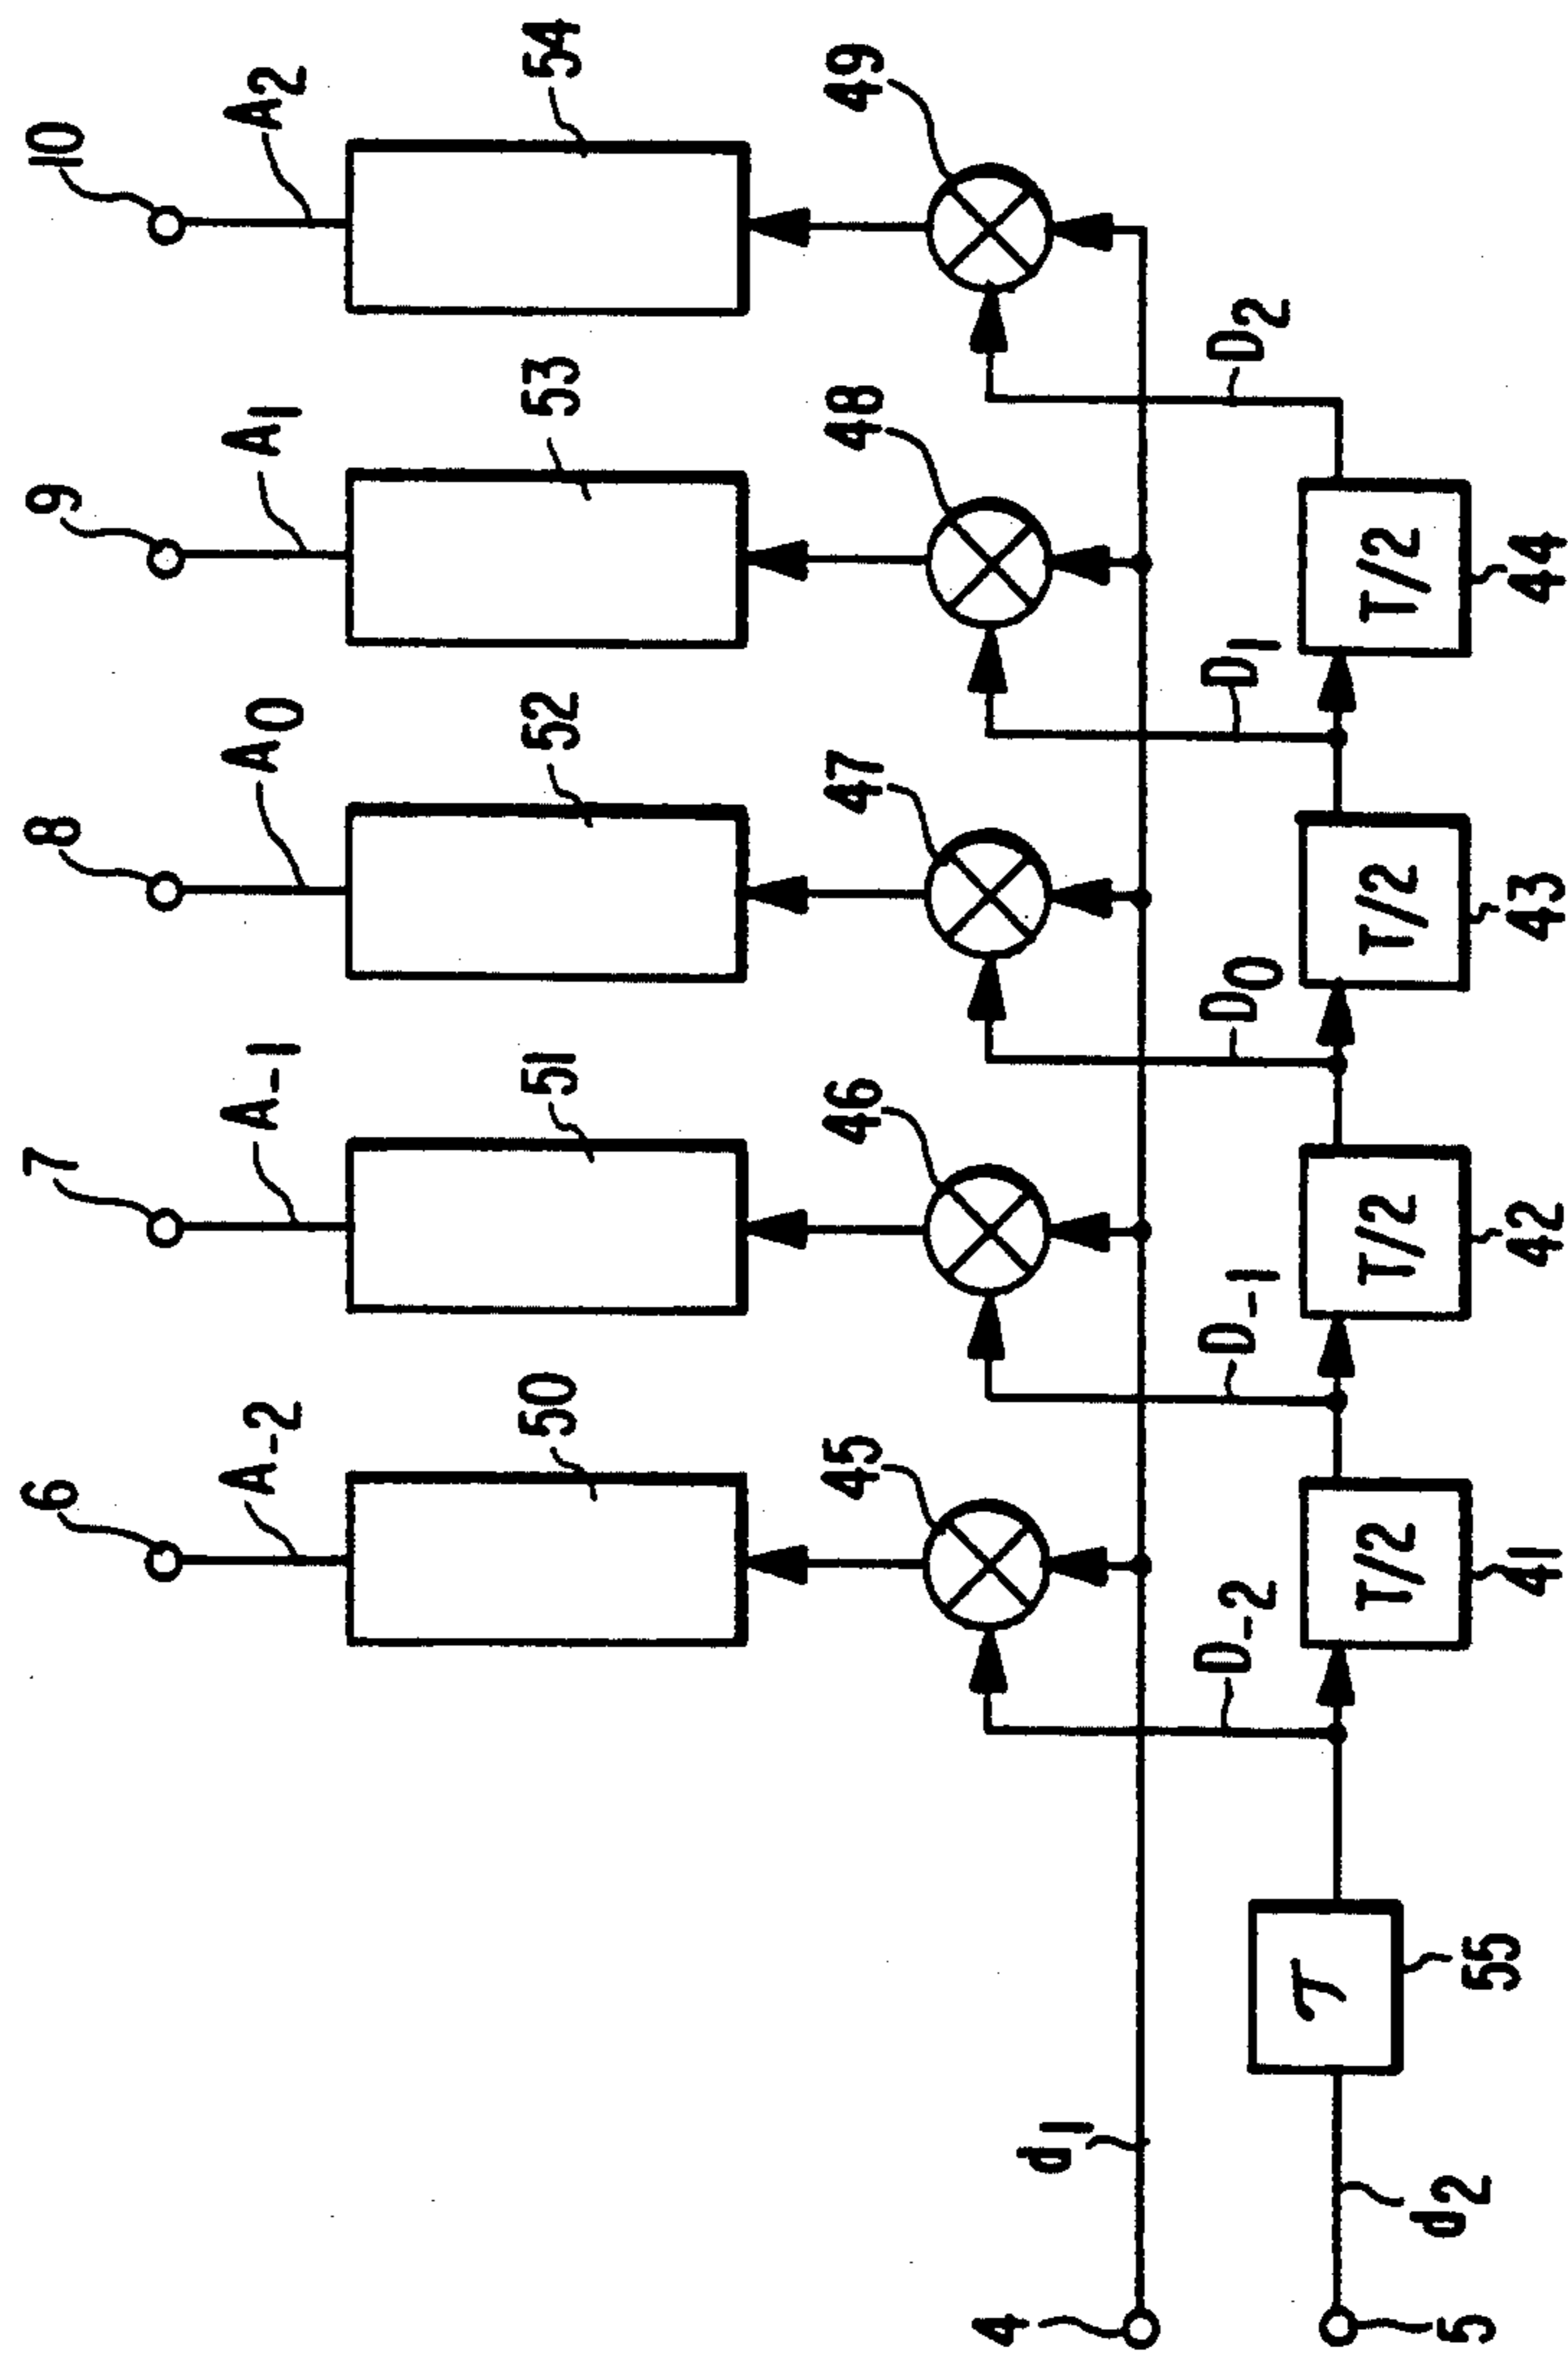 6 7 8 9 10
A-2 A-1 A0 A1 A2
50 51 52 53 54
45 46 47 48 49
4 d1
D-2 D-1 D0 D1 D2
τ T/2 T/2 T/2 T/2
5 d2 55 41 42 43 44